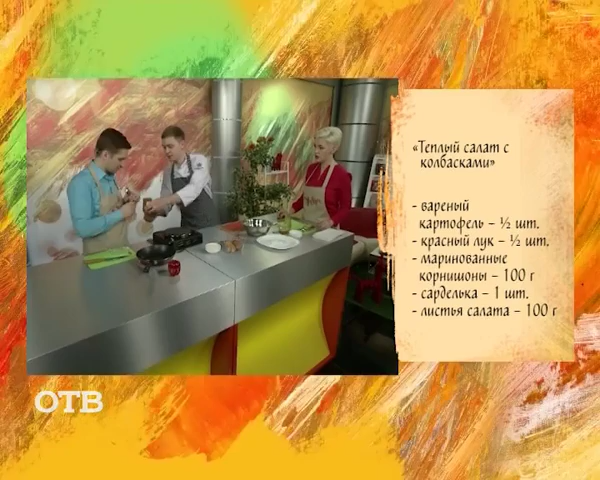 «Теплый салат с
колбасками»
- вареный
картофель – ½ шт.
- красный лук – ½ шт.
- маринованные
корнишоны – 100 г
- сарделька – 1 шт.
- листья салата – 100 г
ОТВ